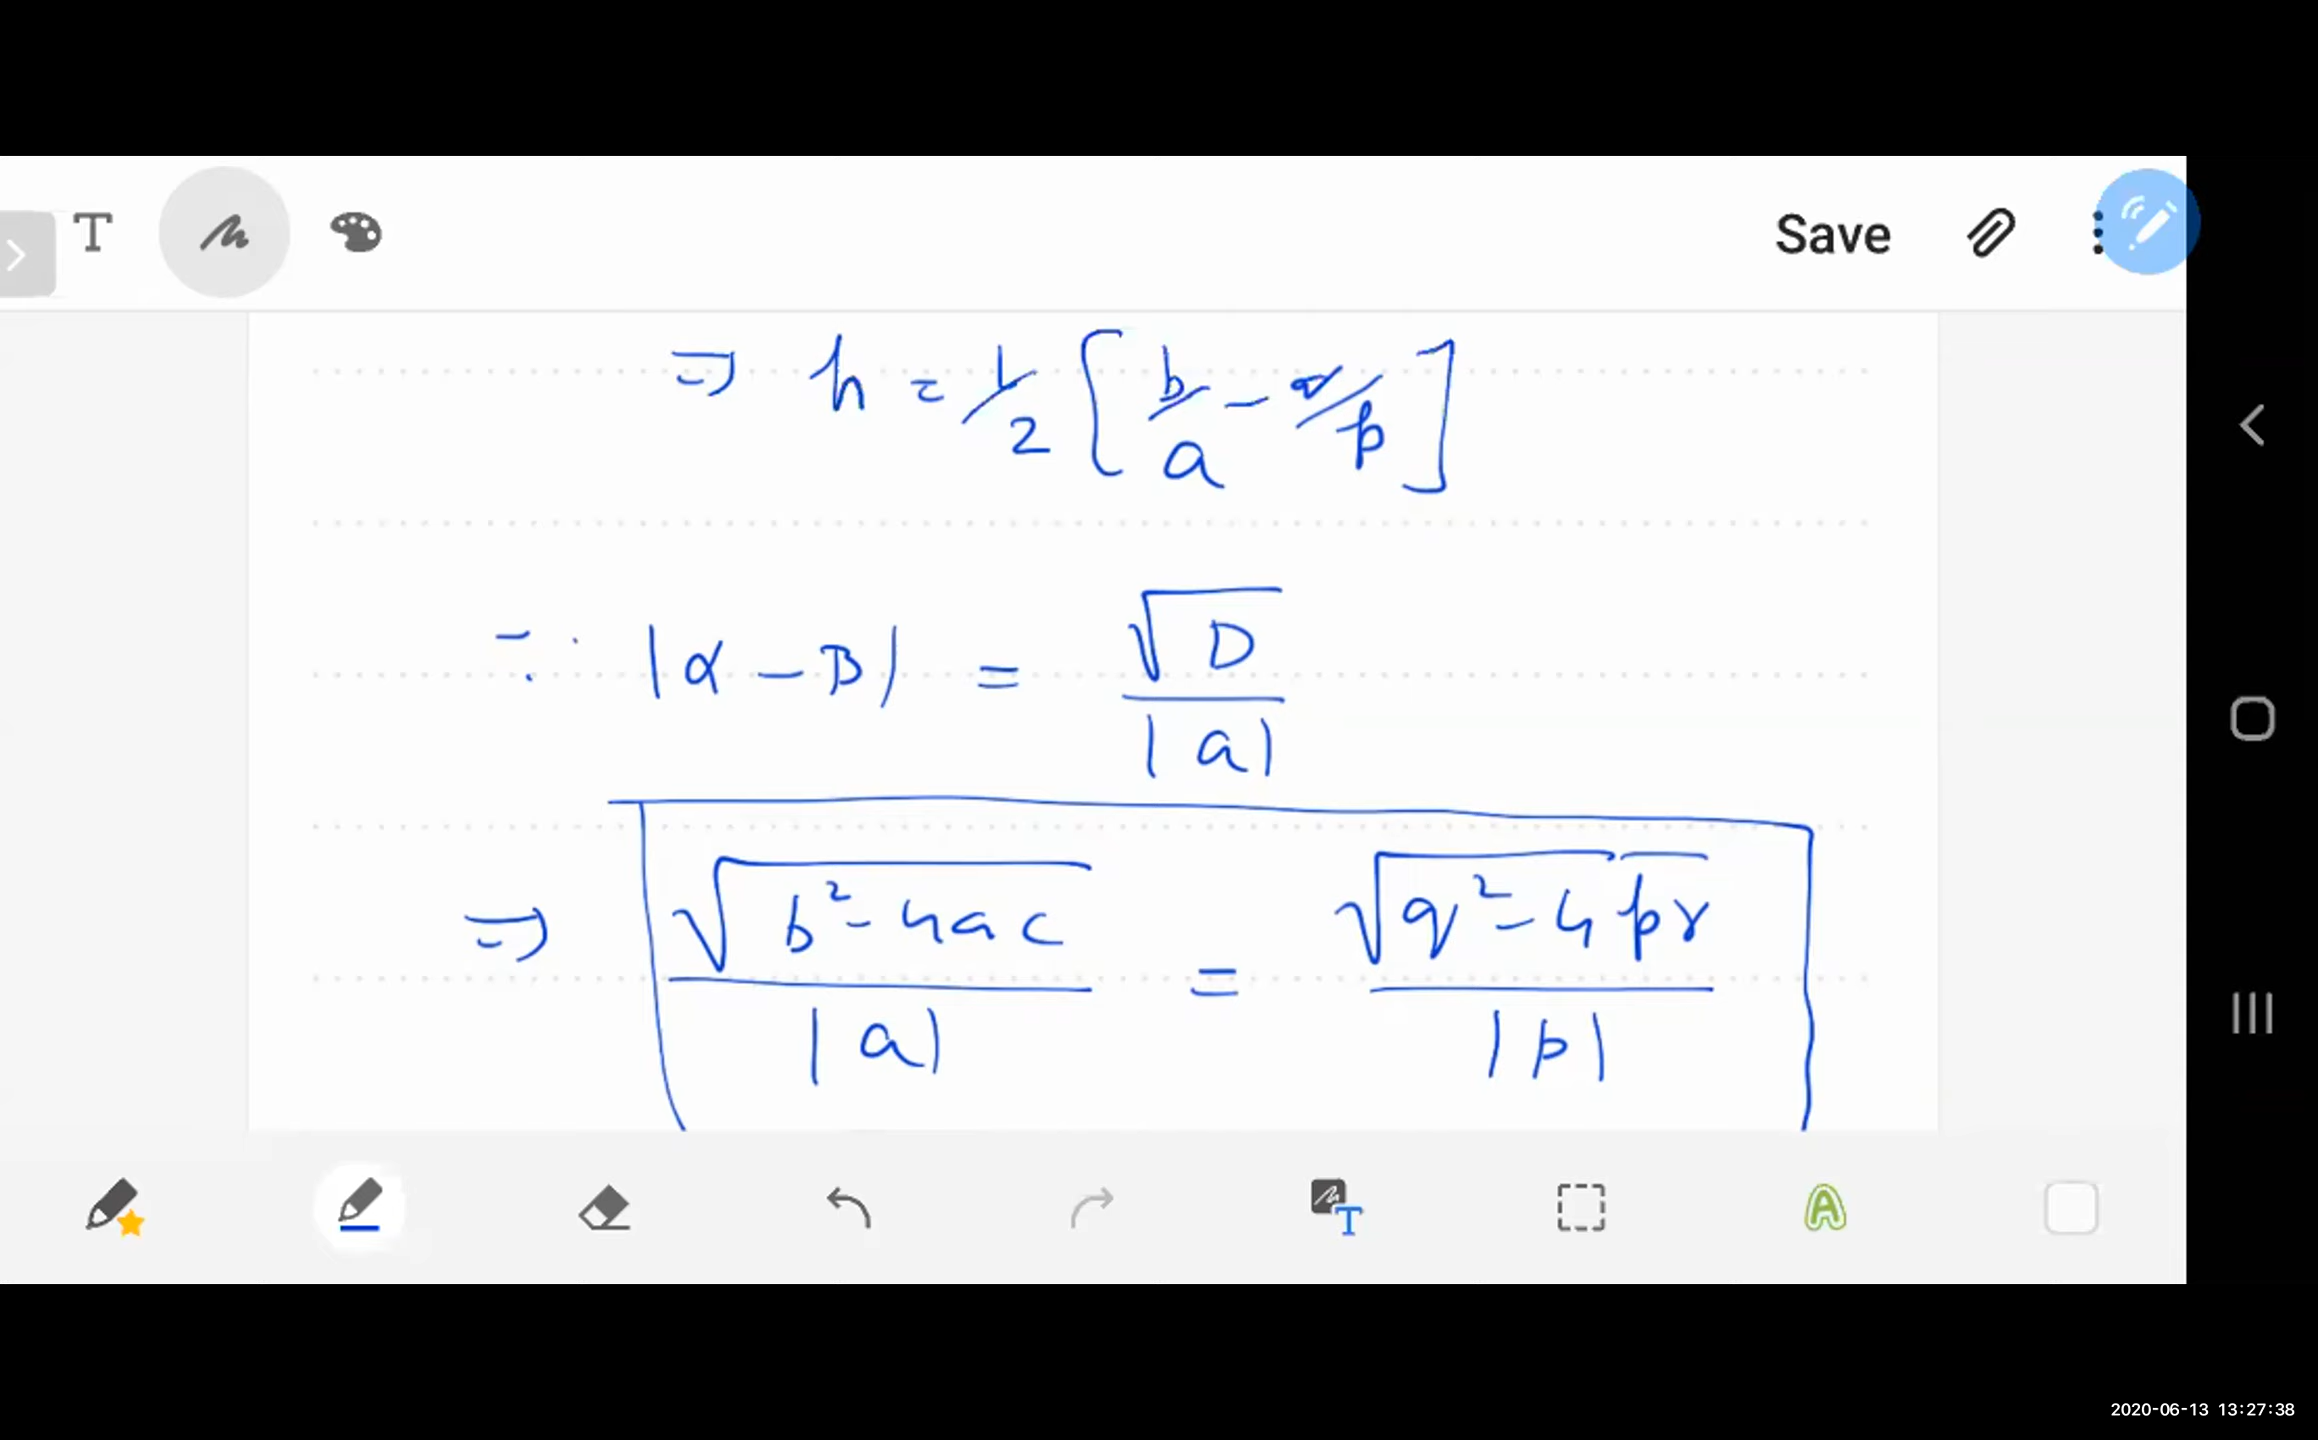 T Save
⇒ h = 1/2 [b/a - q/p]
∵ |α - β| = √D / |a|
⇒ √(b² - 4ac) / |a| = √(q² - 4pr) / |p|
T A
2020-06-13 13:27:38